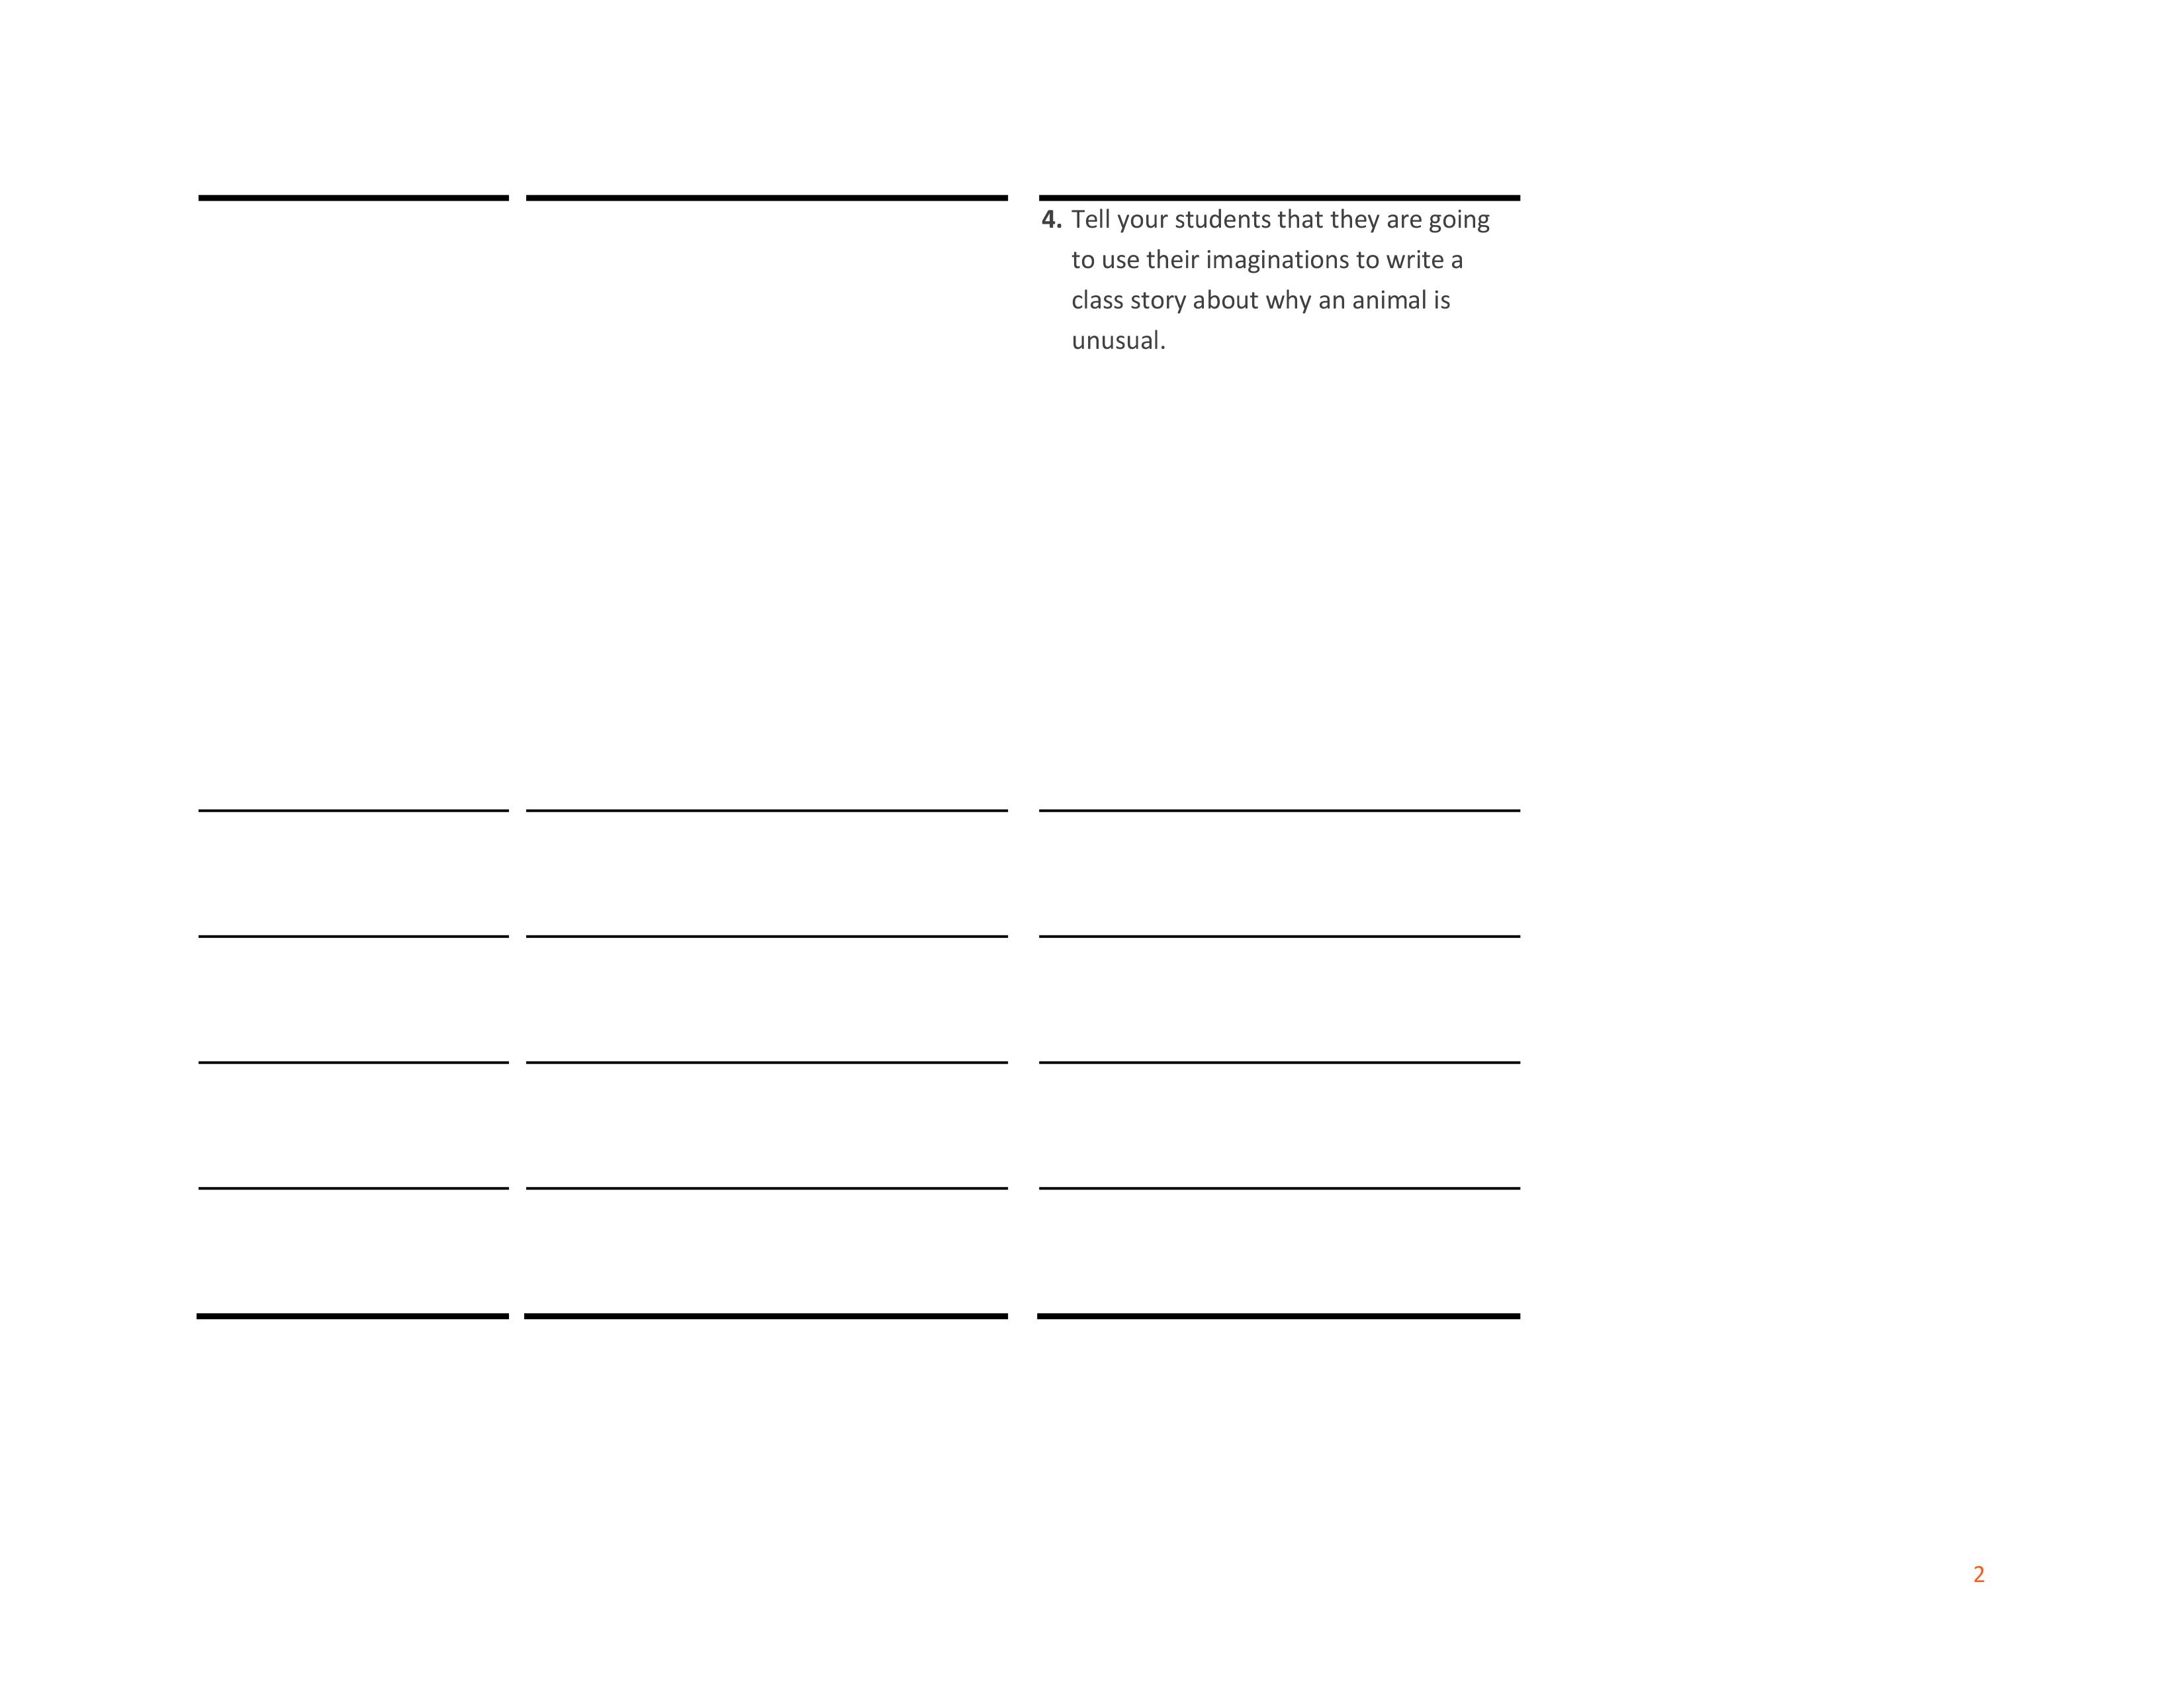 4. Tell your students that they are going
to use their imaginations to write a
class story about why an animal is
unusual.
2